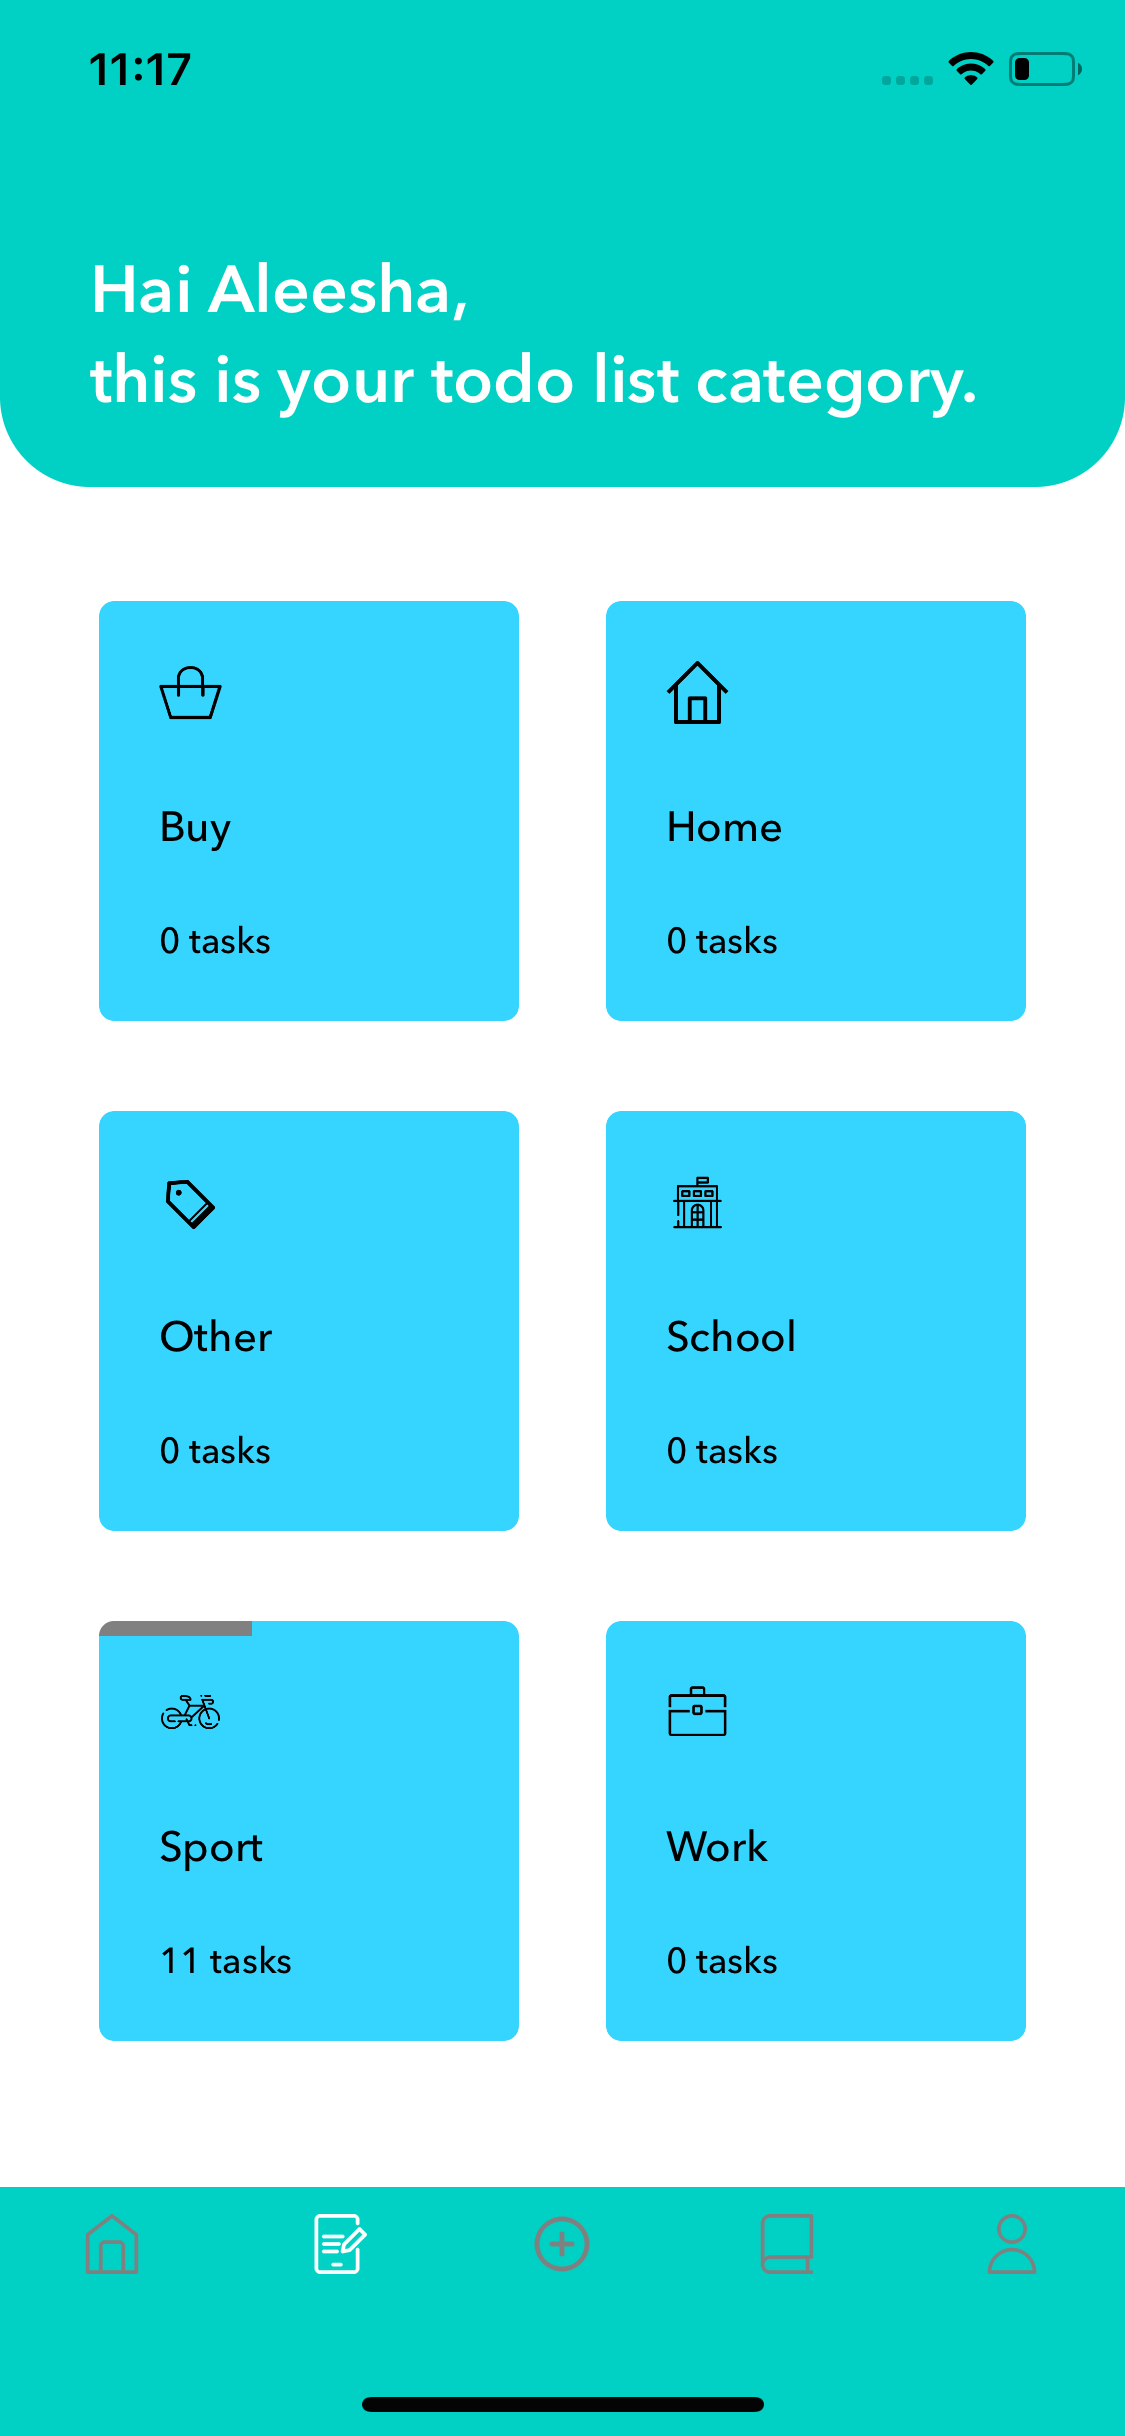 11:17
Hai Aleesha,
this is your todo list category.
Buy
0 tasks
Home
0 tasks
Other
0 tasks
School
0 tasks
Sport
11 tasks
Work
0 tasks